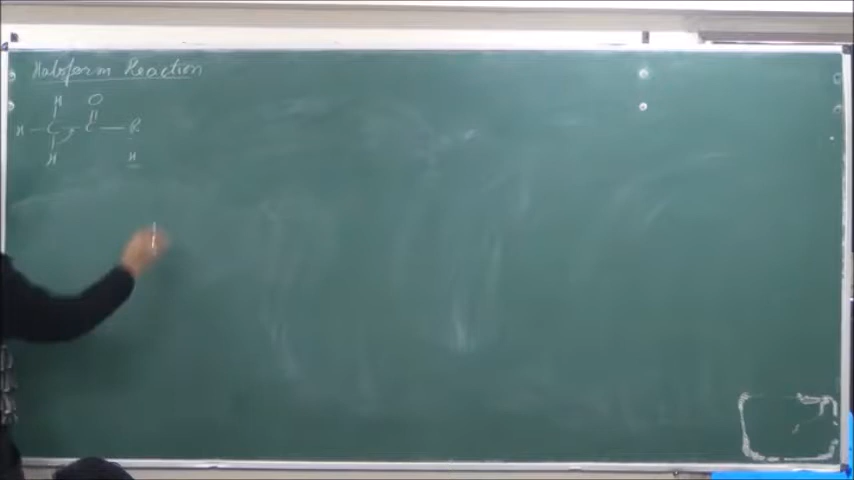 Haloform Reaction
H O
H – C – C – R
H H